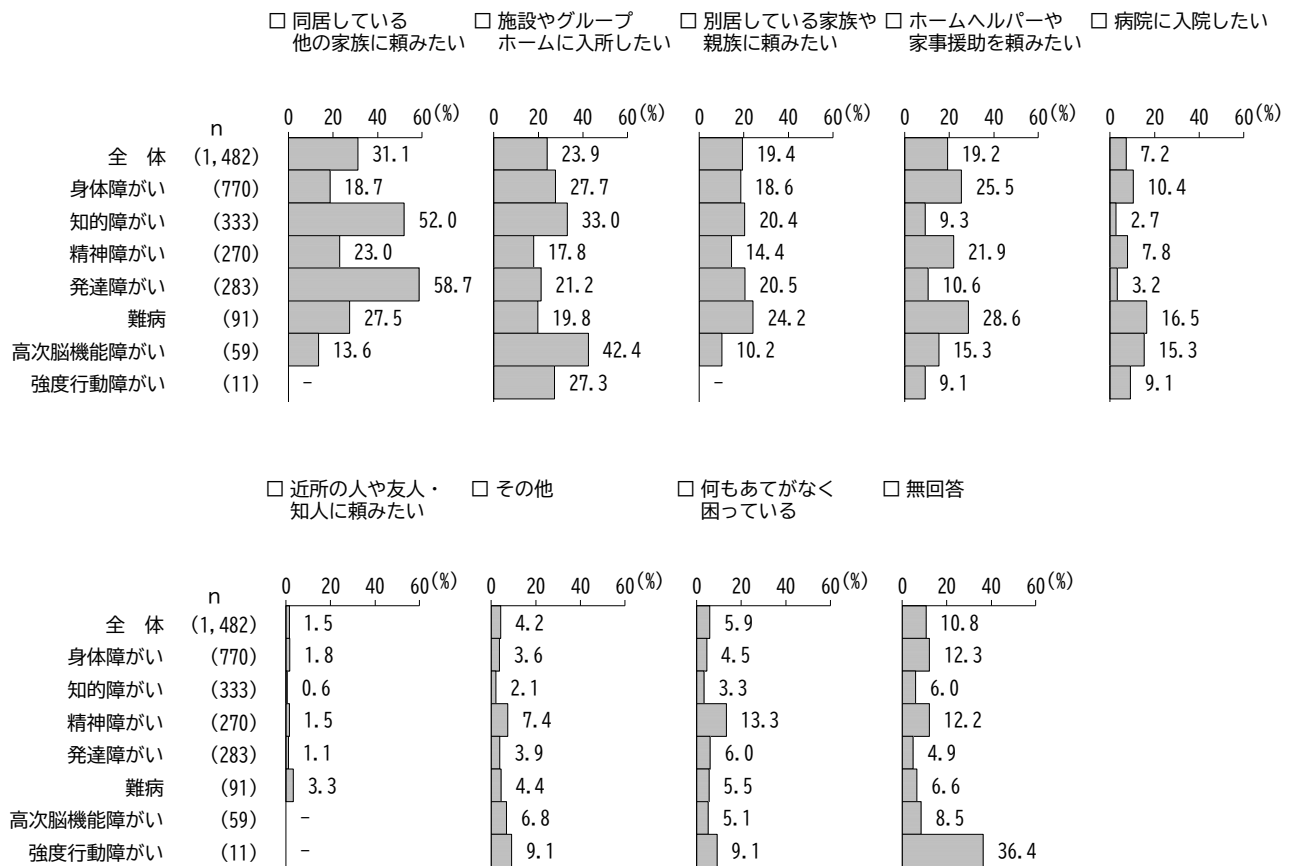 □ 同居している　□ 施設やグループ　□ 別居している家族や　□ ホームヘルパーや　□ 病院に入院したい
他の家族に頼みたい　ホームに入所したい　親族に頼みたい　家事援助を頼みたい
0 20 40 60(%) 0 20 40 60(%) 0 20 40 60(%) 0 20 40 60(%) 0 20 40 60(%)
n
全　体 (1,482) 31.1 23.9 19.4 19.2 7.2
身体障がい (770) 18.7 27.7 18.6 25.5 10.4
知的障がい (333) 52.0 33.0 20.4 9.3 2.7
精神障がい (270) 23.0 17.8 14.4 21.9 7.8
発達障がい (283) 58.7 21.2 20.5 10.6 3.2
難病 (91) 27.5 19.8 24.2 28.6 16.5
高次脳機能障がい (59) 13.6 42.4 10.2 15.3 15.3
強度行動障がい (11) - 27.3 - 9.1 9.1
□ 近所の人や友人・　□ その他　□ 何もあてがなく　□ 無回答
知人に頼みたい　困っている
0 20 40 60(%) 0 20 40 60(%) 0 20 40 60(%) 0 20 40 60(%)
n
全　体 (1,482) 1.5 4.2 5.9 10.8
身体障がい (770) 1.8 3.6 4.5 12.3
知的障がい (333) 0.6 2.1 3.3 6.0
精神障がい (270) 1.5 7.4 13.3 12.2
発達障がい (283) 1.1 3.9 6.0 4.9
難病 (91) 3.3 4.4 5.5 6.6
高次脳機能障がい (59) - 6.8 5.1 8.5
強度行動障がい (11) - 9.1 9.1 36.4